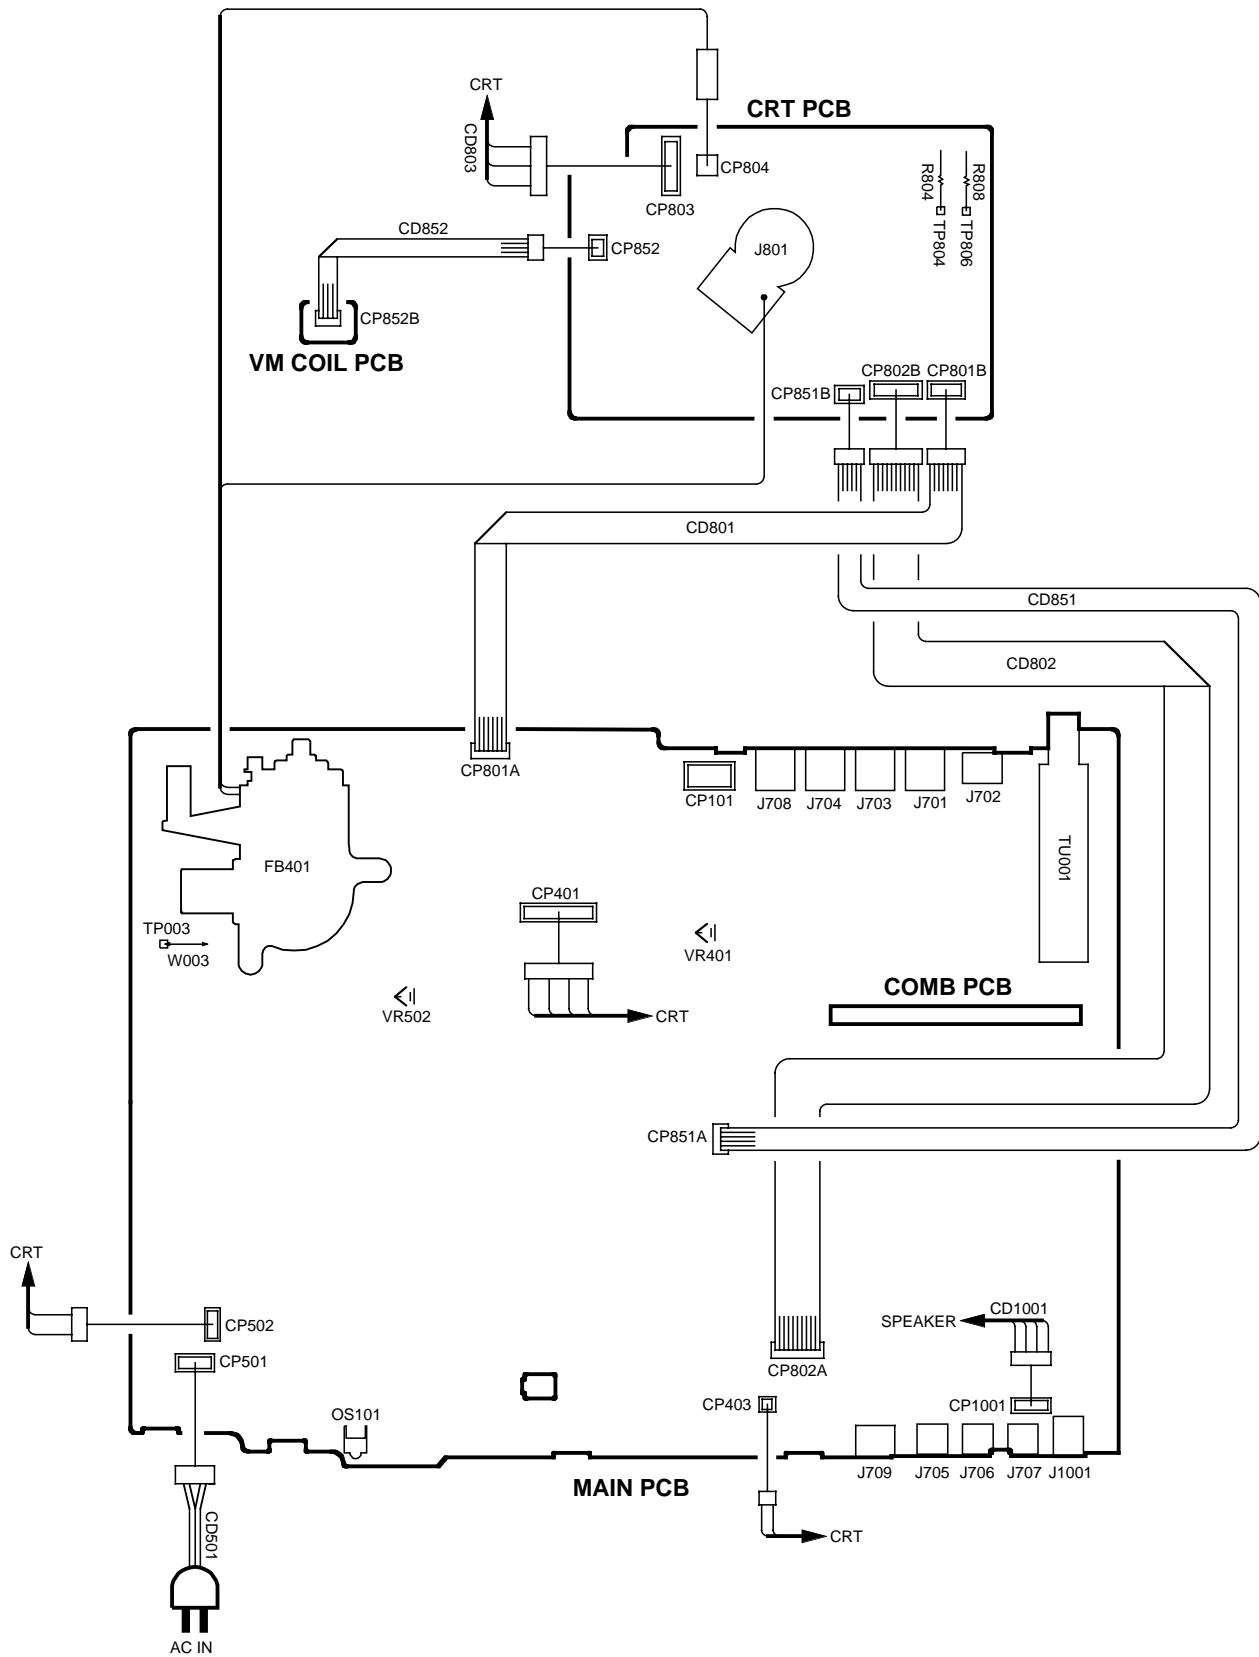 CRT
CRT PCB
CD803
CP804
CP803
R804
R808
TP804
TP806
CD852
CP852
J801
CP852B
VM COIL PCB
CP851B
CP802B
CP801B
CD801
CD851
CD802
CP801A
CP101
J708
J704
J703
J701
J702
TU001
FB401
CP401
TP003
W003
VR401
VR502
COMB PCB
CRT
CP851A
CRT
CP502
CP501
SPEAKER
CD1001
CP802A
CP403
CP1001
OS101
J709
J705
J706
J707
J1001
MAIN PCB
CD501
CRT
AC IN